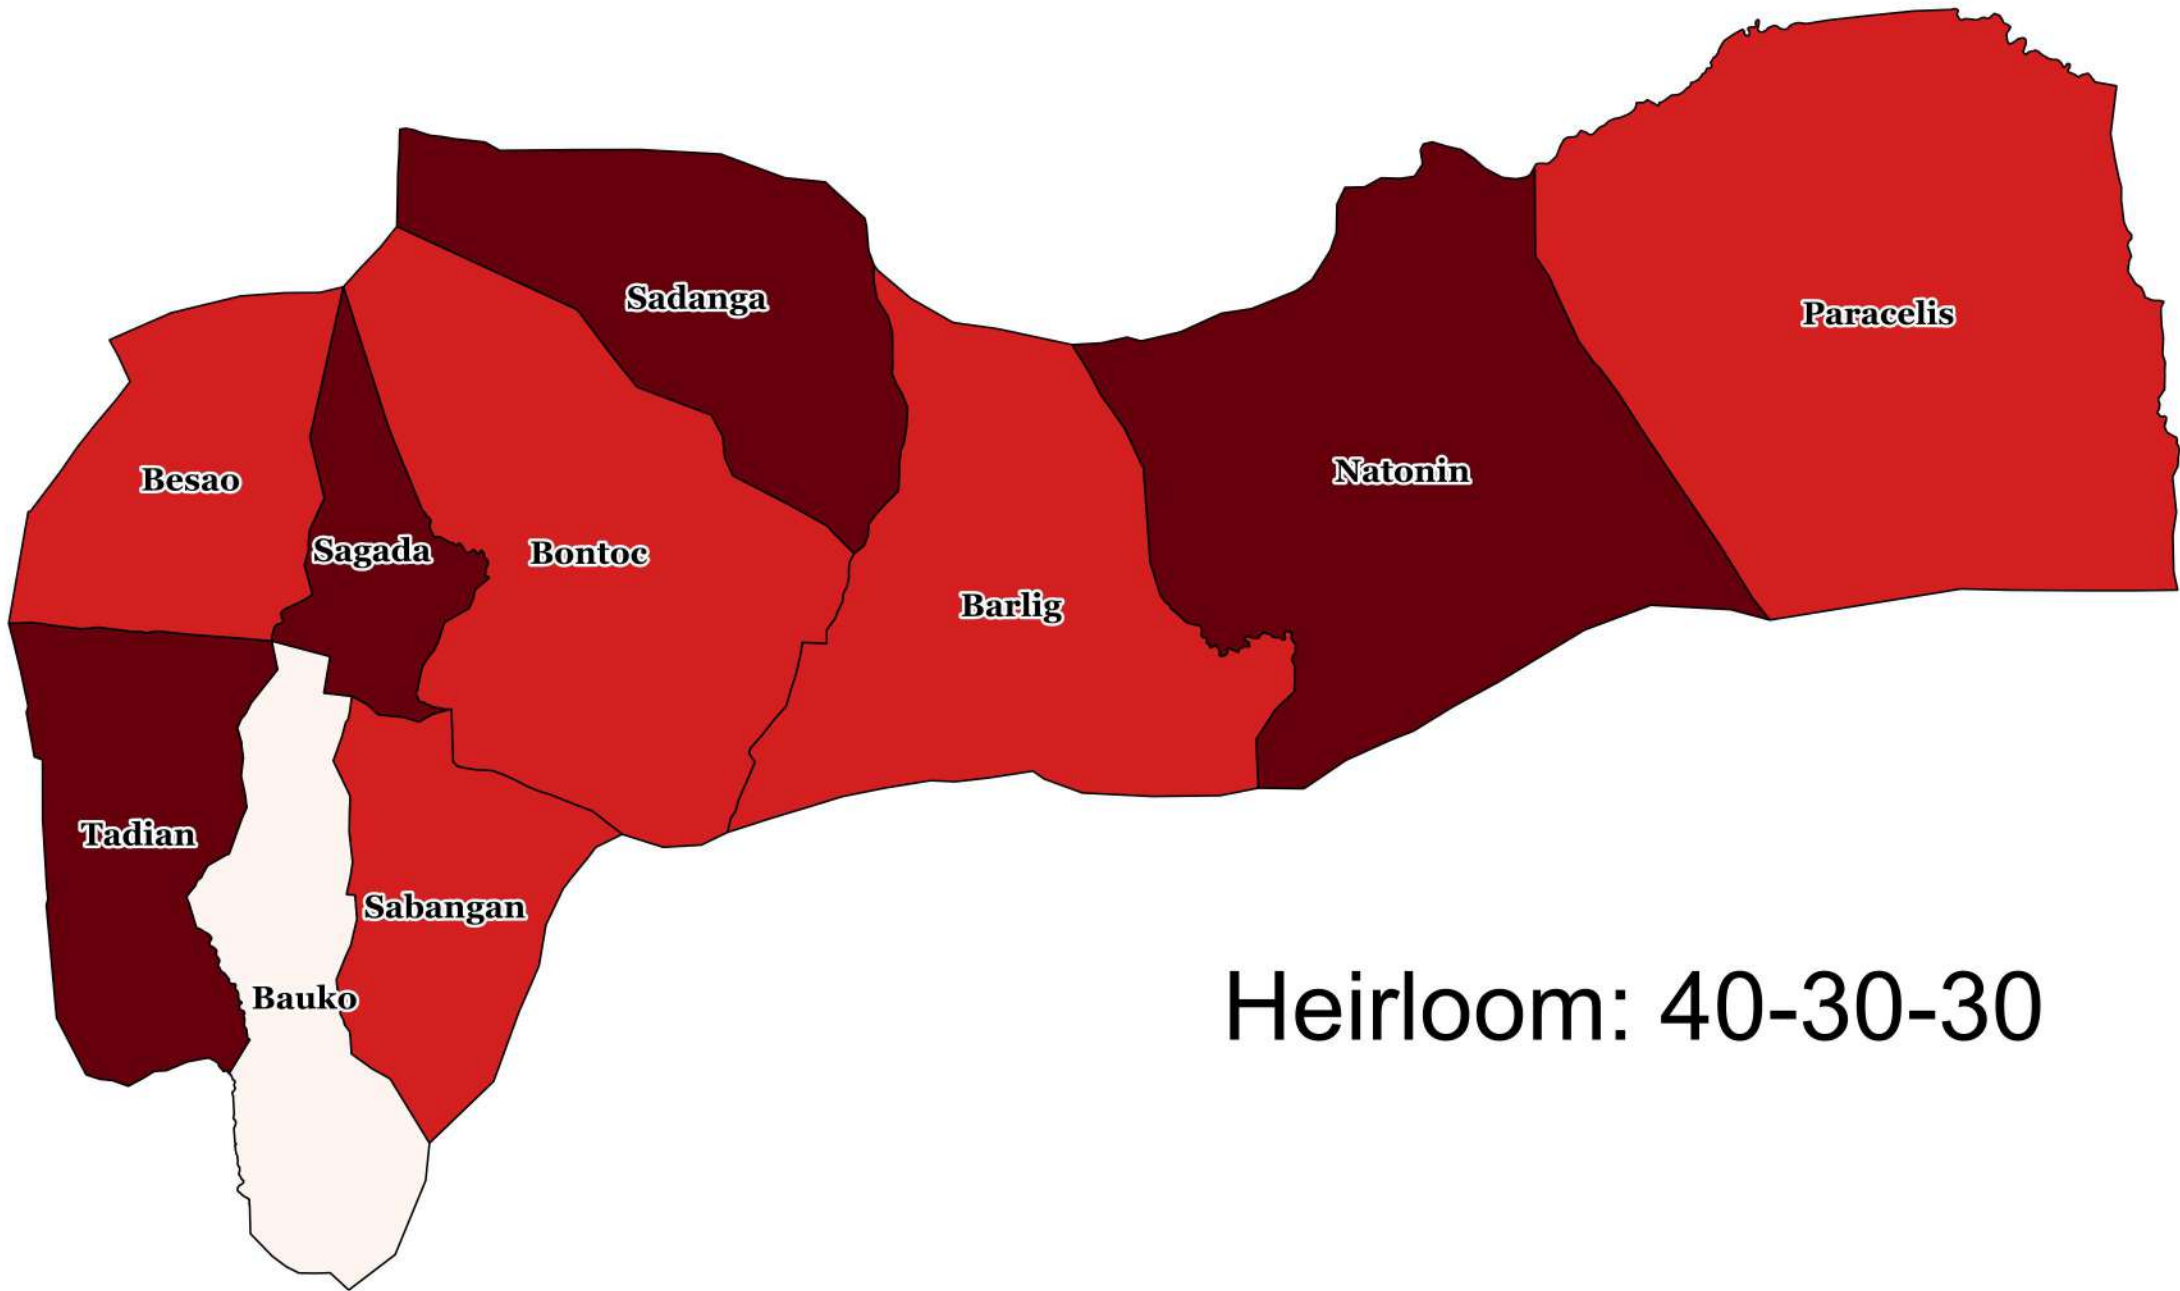 Sadanga
Paracelis
Natonin
Besao
Sagada
Bontoc
Barlig
Tadian
Sabangan
Bauko
Heirloom: 40-30-30